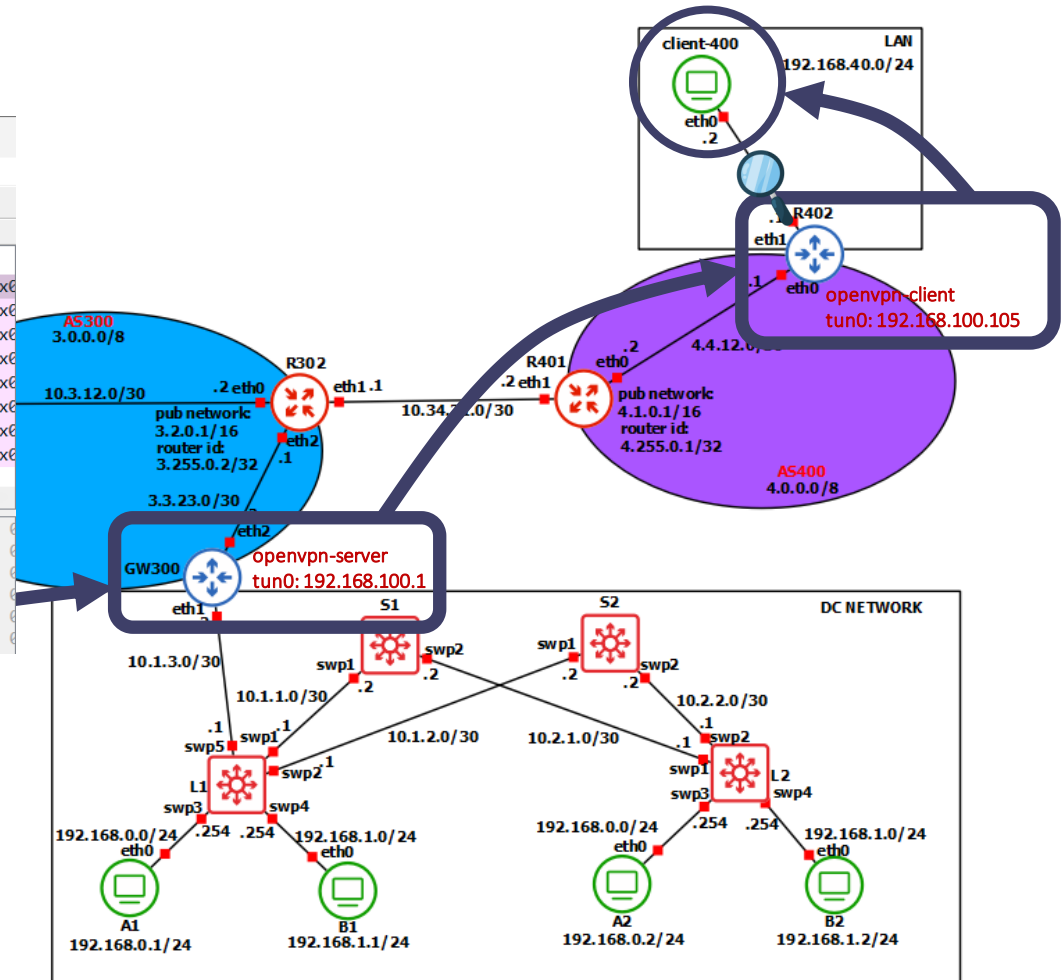 client-400
LAN
192.168.40.0/24
eth0
.2
R402
.1
eth1
.1
eth0
openvpn-client
tun0: 192.168.100.105
AS300
3.0.0.0/8
R302
R401
.2
eth0
4.4.12.0/
10.3.12.0/30
.2 eth0
eth1 .1
.2 eth1
10.34.
.0/30
pub network:
3.2.0.1/16
router id:
3.255.0.2/32
eth2
.1
pub network:
4.1.0.1/16
router id:
4.255.0.1/32
AS400
4.0.0.0/8
3.3.23.0/30
eth2
GW300
openvpn-server
tun0: 192.168.100.1
eth1
S1
S2
DC NETWORK
swp1
swp2
.2
.2
swp1
swp2
.2
.2
10.1.3.0/30
10.1.1.0/30
10.1.2.0/30
10.2.1.0/30
10.2.2.0/30
.1
swp5
swp1
.1
swp2
.1
.1
swp2
.1
swp1
L1
L2
swp3
swp4
swp3
swp4
.254
.254
.254
.254
192.168.0.0/24
eth0
192.168.1.0/24
eth0
192.168.0.0/24
eth0
192.168.1.0/24
eth0
A1
192.168.0.1/24
B1
192.168.1.1/24
A2
192.168.0.2/24
B2
192.168.1.2/24